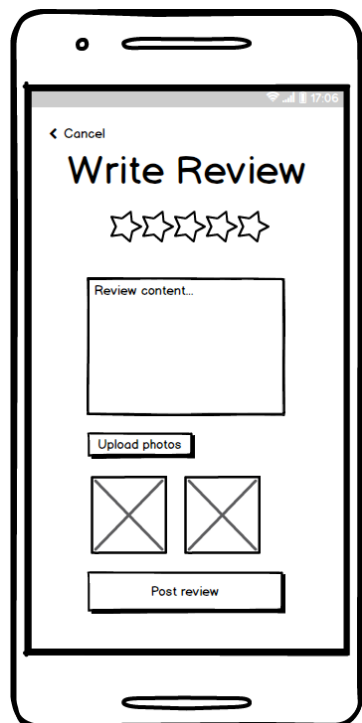 17:06
Cancel
Write Review
Review content...
Upload photos
Post review